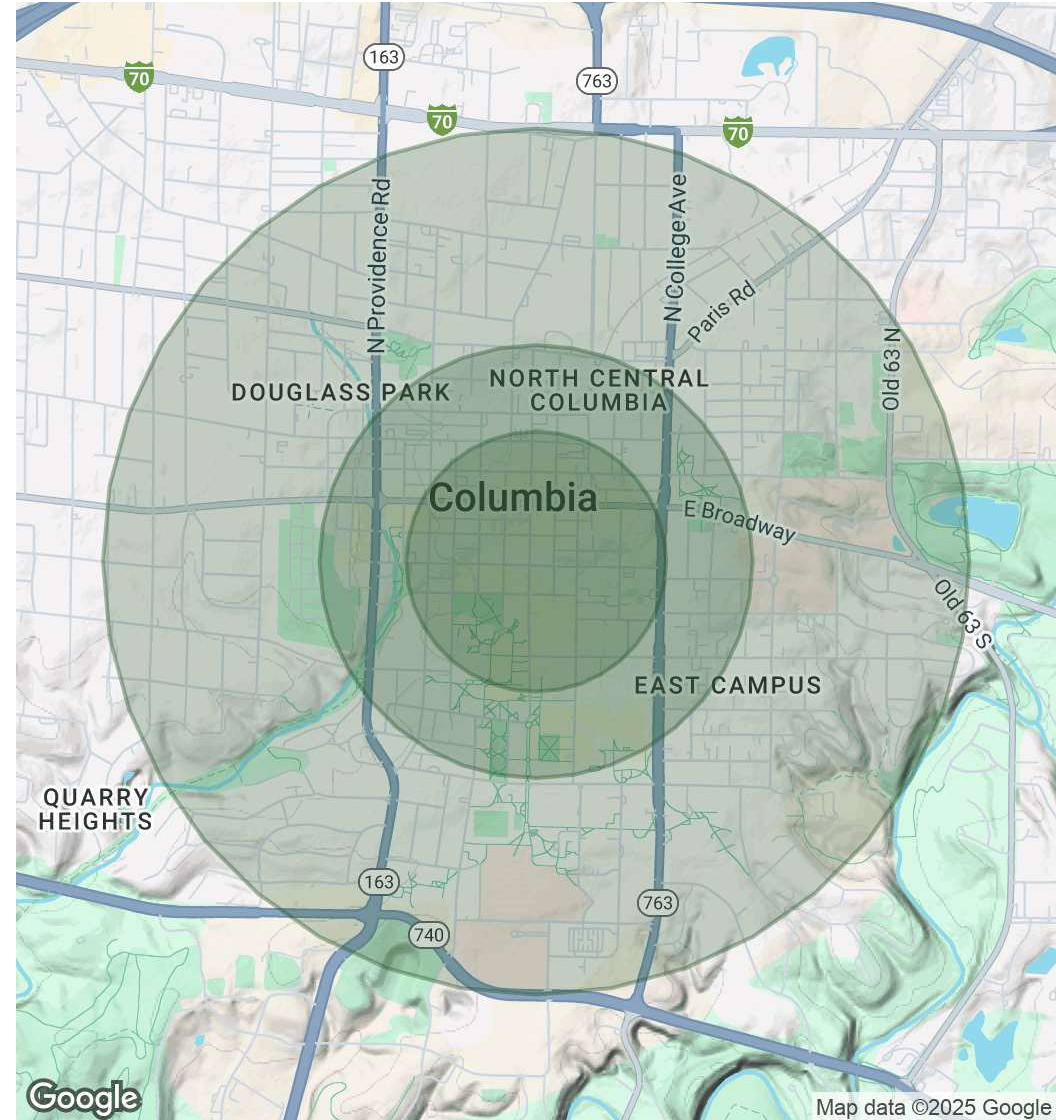 163
763
70
70
70
N Providence Rd
N College Ave
Paris Rd
Old 63 N
DOUGLASS PARK
NORTH CENTRAL
COLUMBIA
Columbia
E Broadway
Old 63 S
EAST CAMPUS
QUARRY
HEIGHTS
163
763
740
Google
Map data ©2025 Google